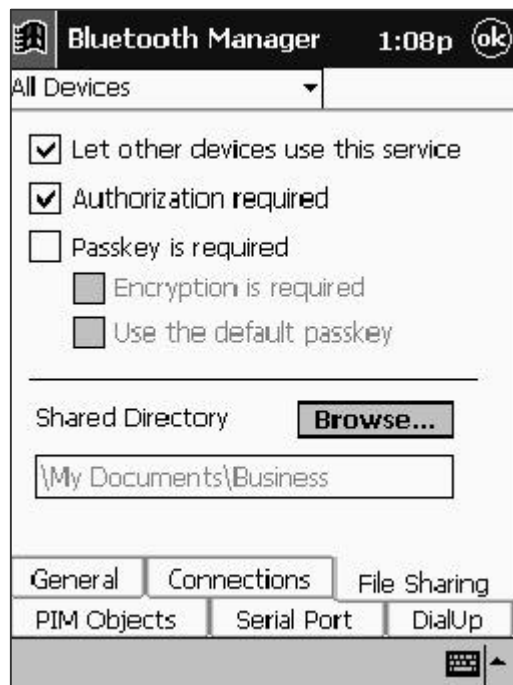 Bluetooth Manager 1:08p ok
All Devices
Let other devices use this service
Authorization required
Passkey is required
Encryption is required
Use the default passkey
Shared Directory Browse...
\My Documents\Business
General Connections File Sharing
PIM Objects Serial Port DialUp